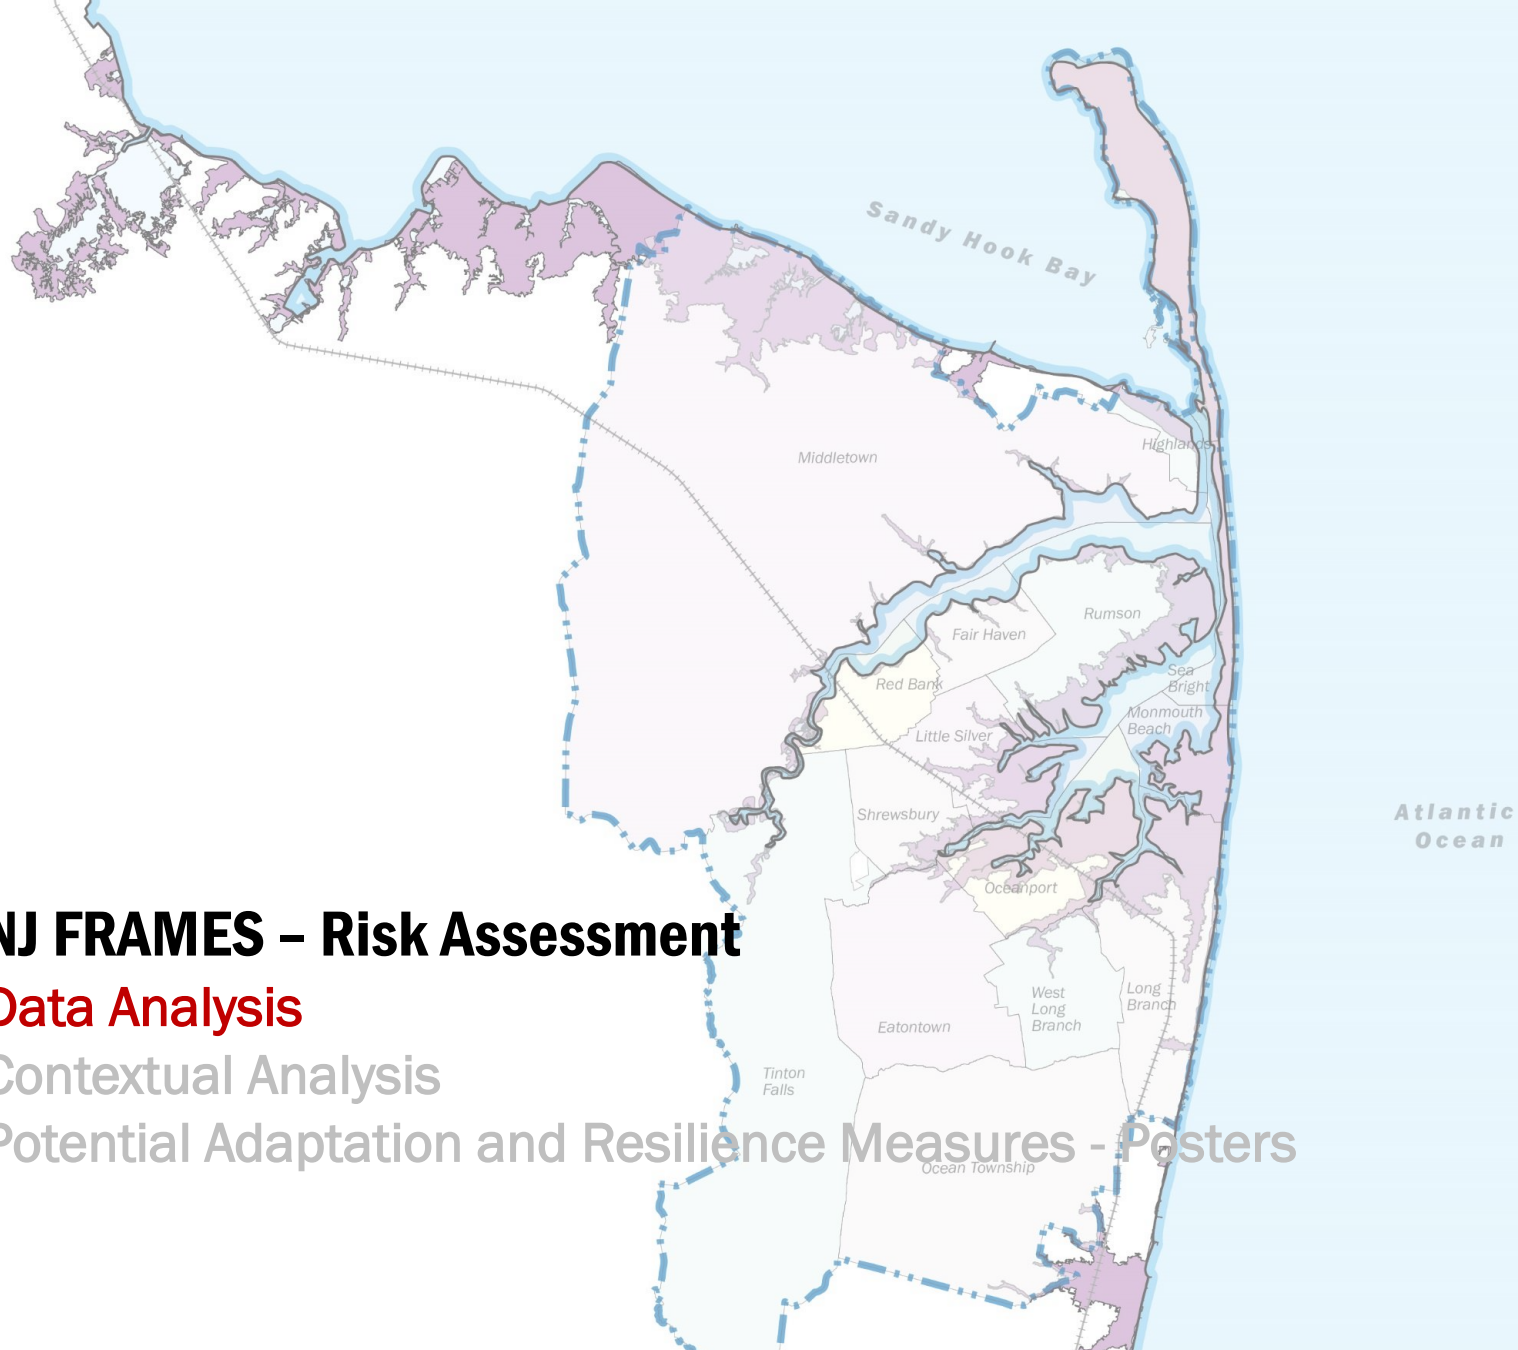 Sandy Hook Bay
Middletown
Highlands
Rumson
Fair Haven
Sea
Bright
Red Bank
Monmouth
Beach
Little Silver
Shrewsbury
Atlantic
Ocean
Oceanport
NJ FRAMES – Risk Assessment
Data Analysis
West
Long
Branch
Long
Branch
Eatontown
Contextual Analysis
Tinton
Falls
Potential Adaptation and Resilience Measures - Posters
Ocean Township